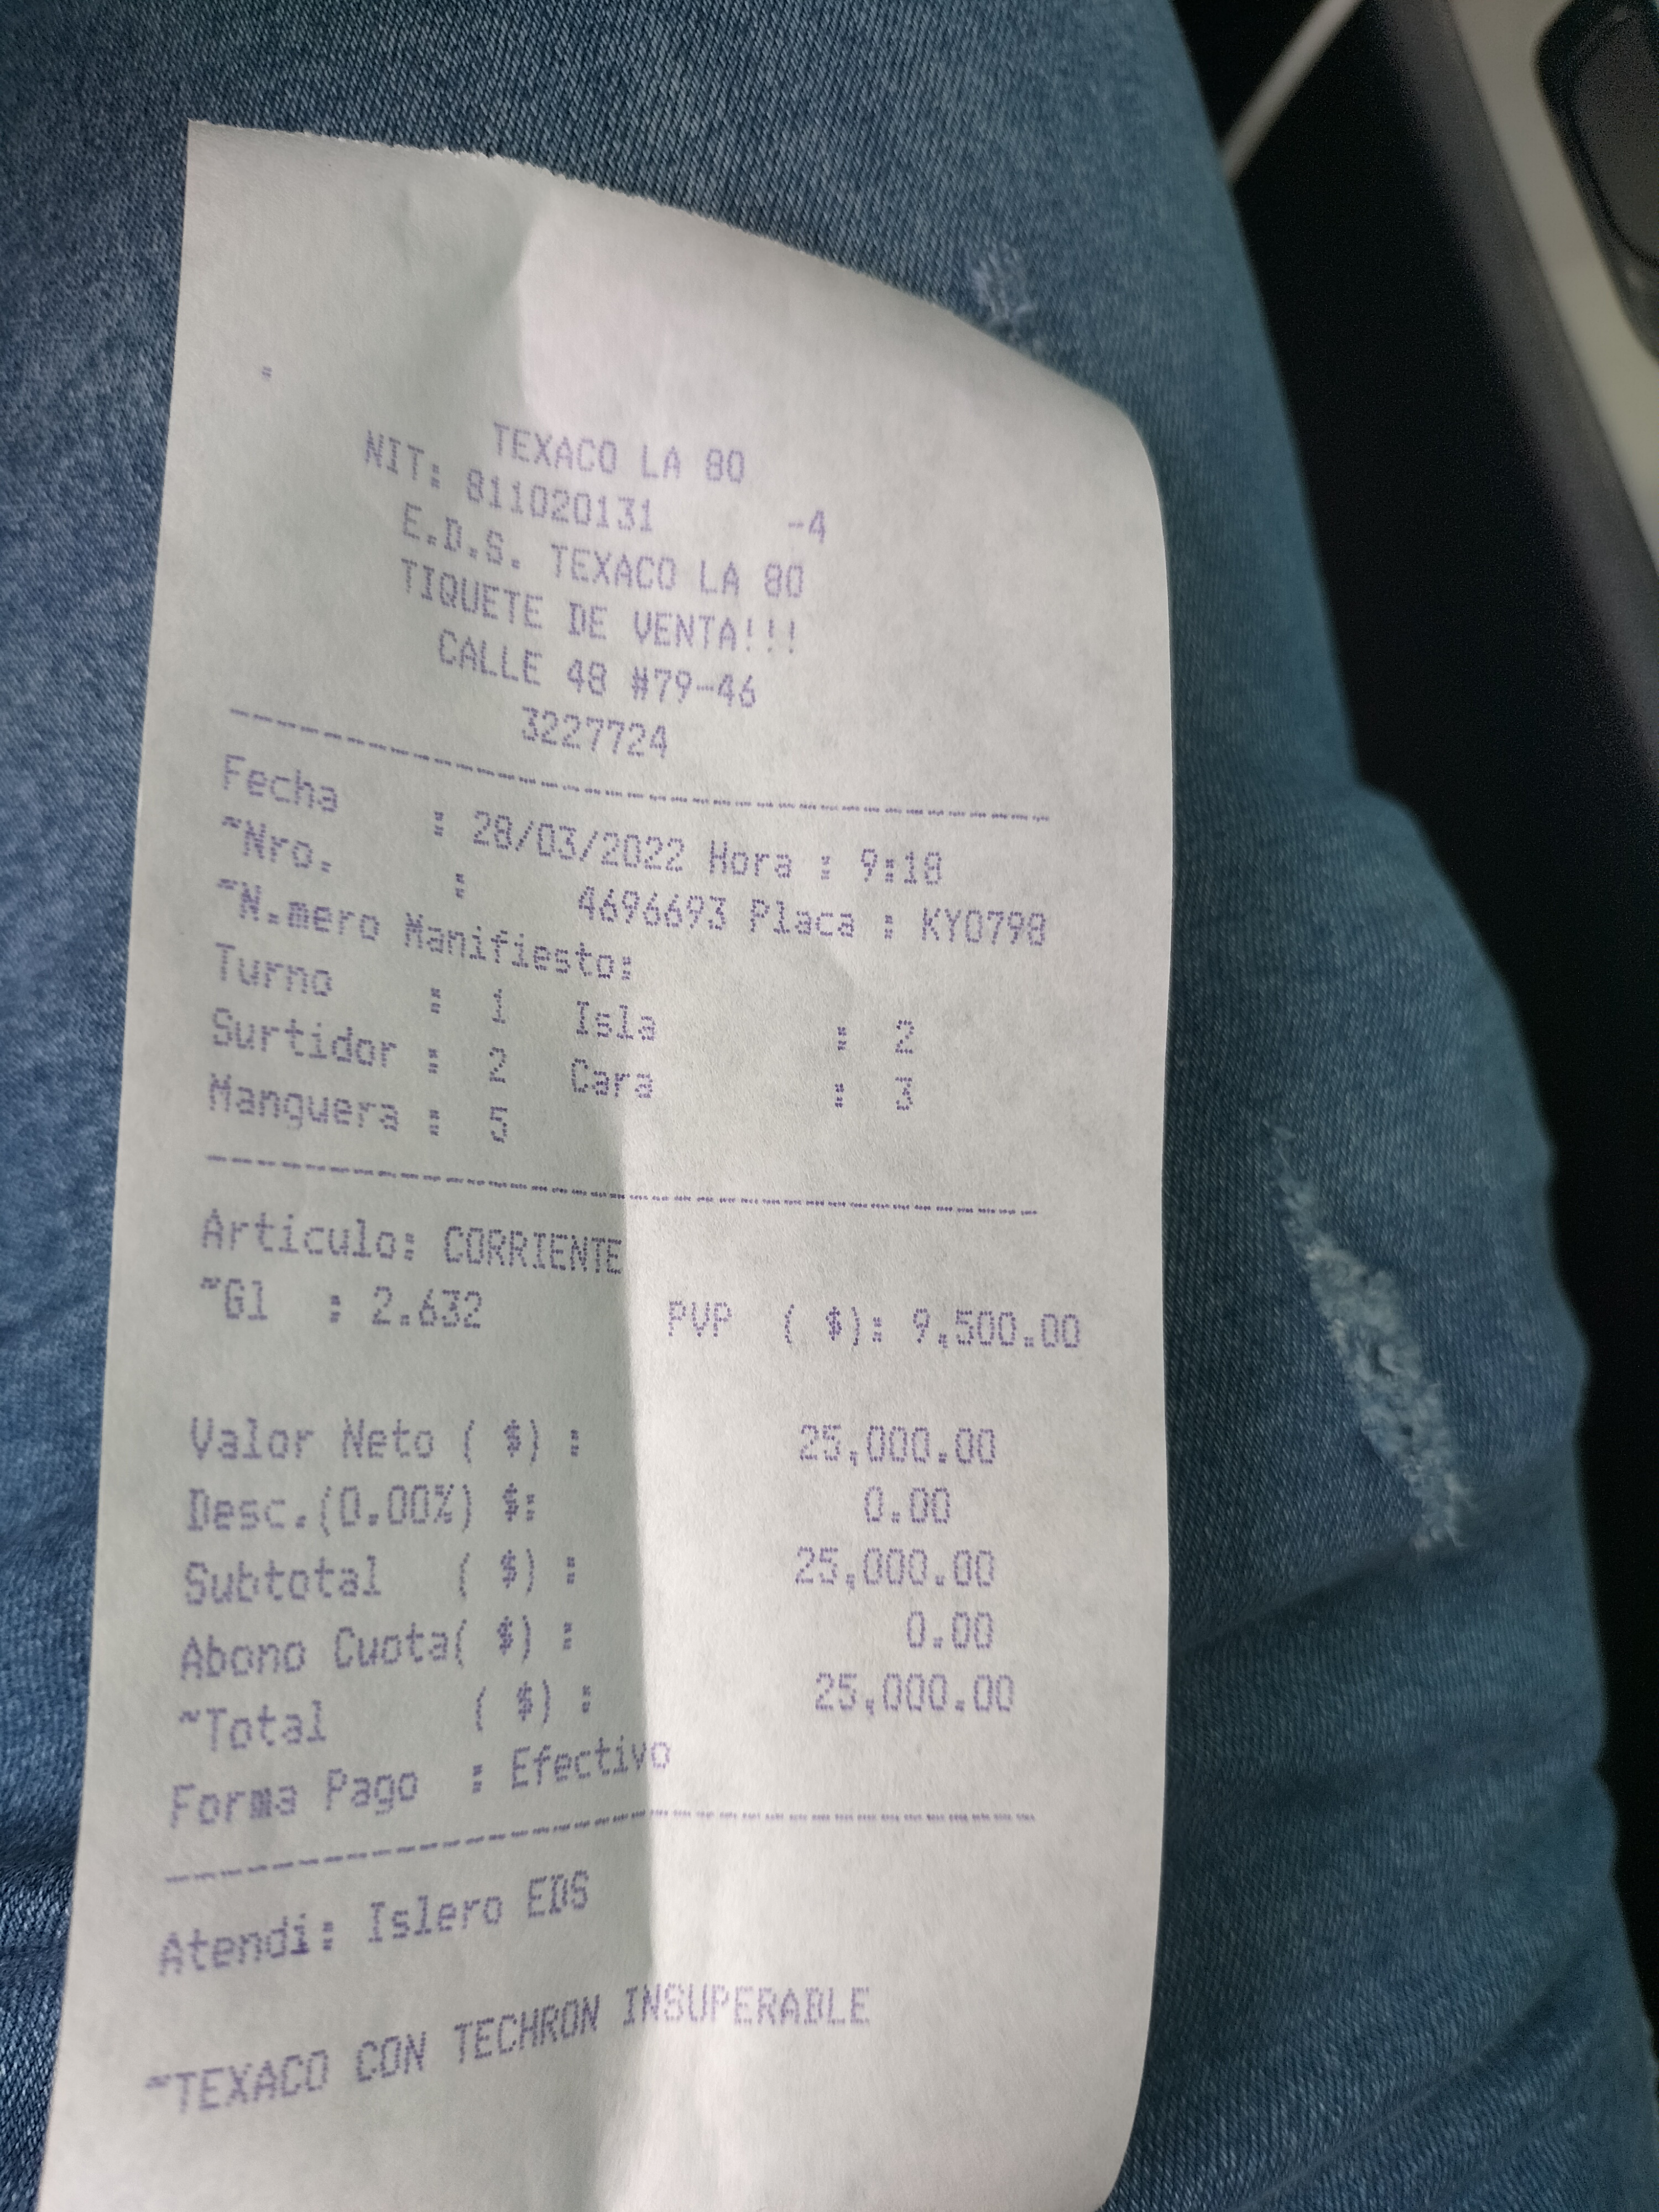 TEXACO LA 80
NIT: 811020131 -4
E.D.S. TEXACO LA 80
TIQUETE DE VENTA!!!
CALLE 48 #79-46
3227724
Fecha : 28/03/2022 Hora : 9:18
~Nro. : 4696693 Placa : KYO798
~N.mero Manifiesto:
Turno : 1 Isla : 2
Surtidor : 2 Cara : 3
Manguera : 5
Articulo: CORRIENTE
~Gl : 2.632 PVP ( $): 9,500.00
Valor Neto ( $) : 25,000.00
Desc.(0.00%) $: 0.00
Subtotal ( $) : 25,000.00
Abono Cuota( $) : 0.00
~Total ( $) : 25,000.00
Forma Pago : Efectivo
Atendi: Islero EDS
~TEXACO CON TECHRON INSUPERABLE